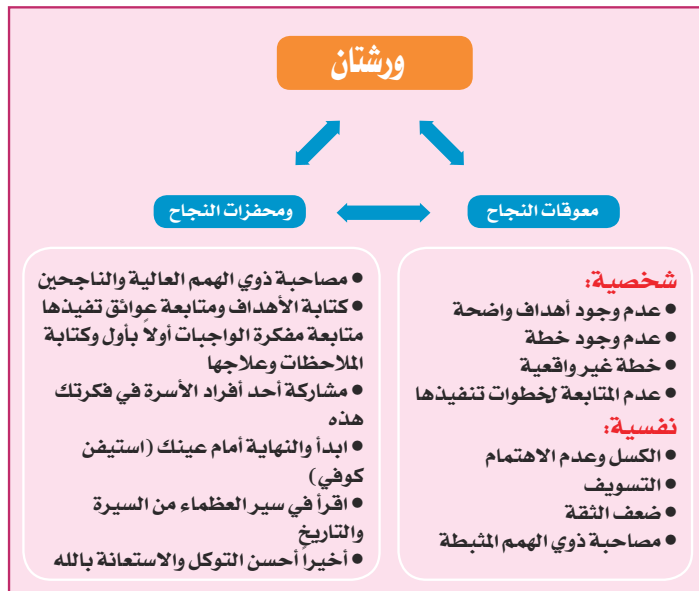 ورشتان
معوقات النجاح
ومحفزات النجاح
شخصية:
● عدم وجود أهداف واضحة
● عدم وجود خطة
● خطة غير واقعية
● عدم المتابعة لخطوات تنفيذها
نفسية:
● الكسل وعدم الاهتمام
● التسويف
● ضعف الثقة
● مصاحبة ذوي الهمم المثبطة
● مصاحبة ذوي الهمم العالية والناجحين
● كتابة الأهداف ومتابعة عوائق تفيذها
متابعة مفكرة الواجبات أولاً بأول وكتابة
الملاحظات وعلاجها
● مشاركة أحد أفراد الأسرة في فكرتك
هذه
● ابدأ والنهاية أمام عينك (استيفن
كوفي)
● اقرأ في سير العظماء من السيرة
والتاريخ
● أخيراً أحسن التوكل والاستعانة بالله